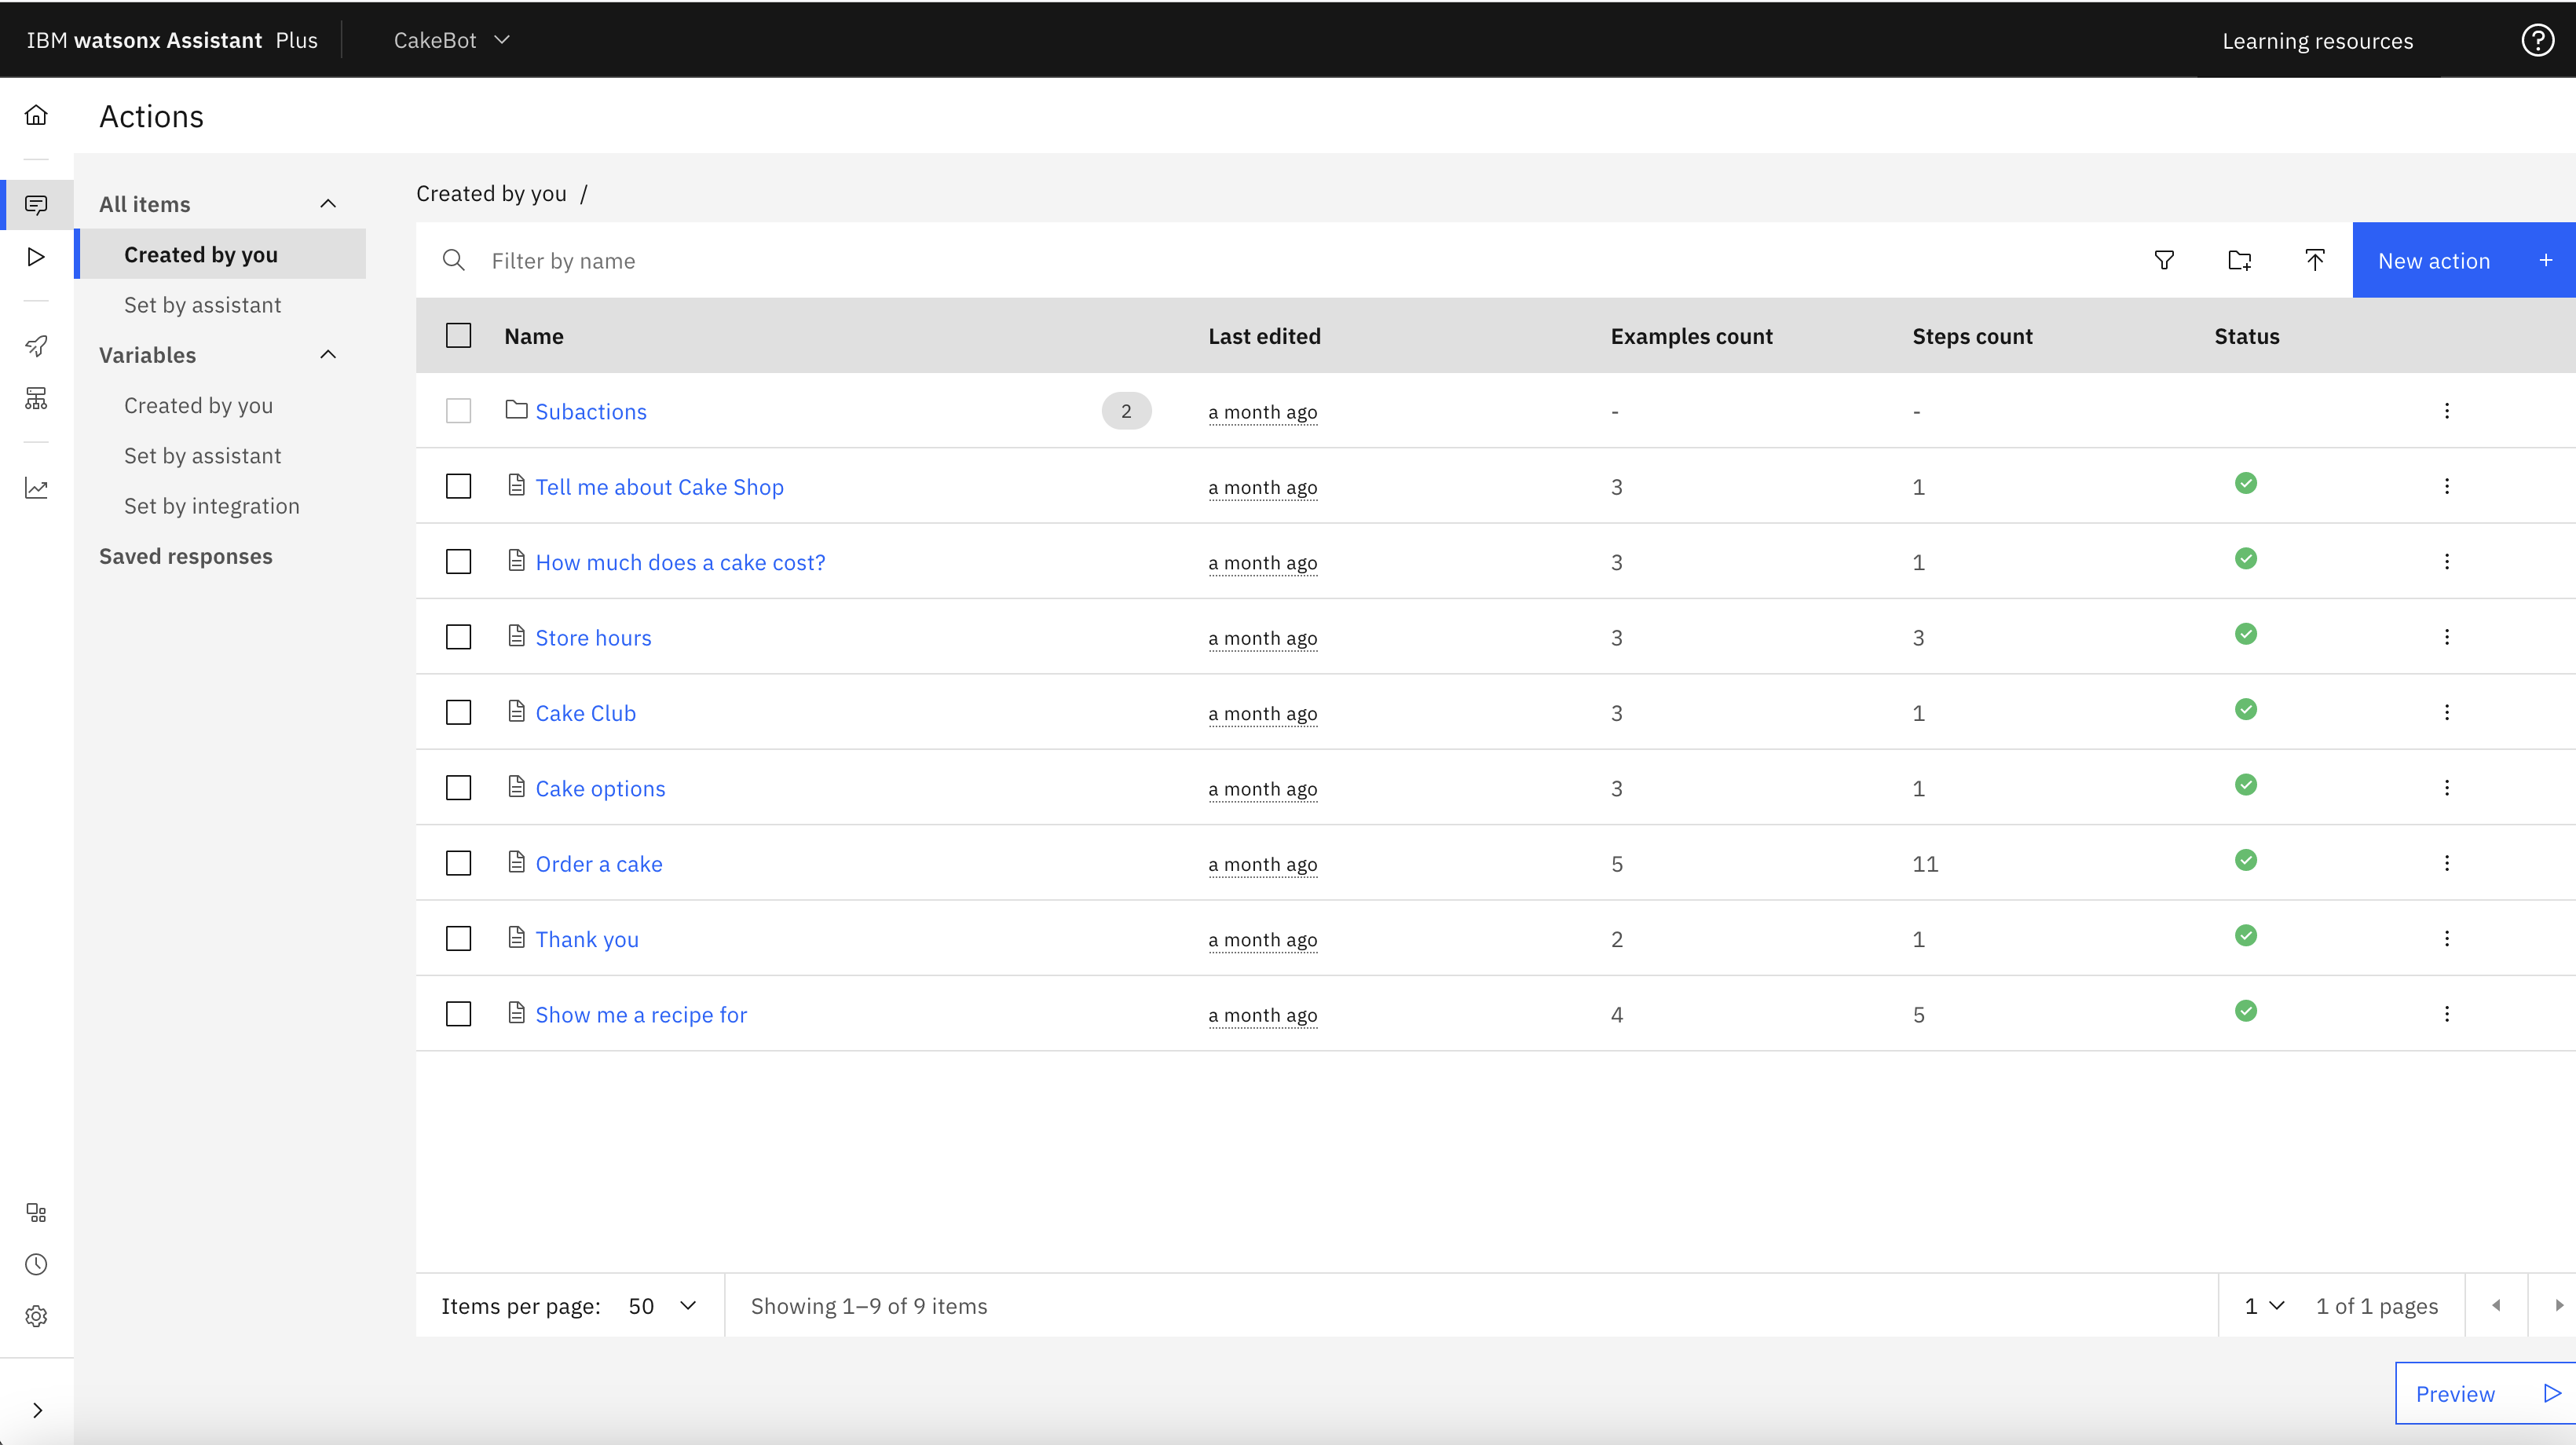 IBM watsonx Assistant Plus CakeBot Learning resources
Actions
All items
Created by you
Set by assistant
Variables
Created by you
Set by assistant
Set by integration
Saved responses
Created by you /
Filter by name New action +
Name Last edited Examples count Steps count Status
Subactions 2 a month ago - -
Tell me about Cake Shop a month ago 3 1
How much does a cake cost? a month ago 3 1
Store hours a month ago 3 3
Cake Club a month ago 3 1
Cake options a month ago 3 1
Order a cake a month ago 5 11
Thank you a month ago 2 1
Show me a recipe for a month ago 4 5
Items per page: 50 Showing 1–9 of 9 items 1 1 of 1 pages
Preview